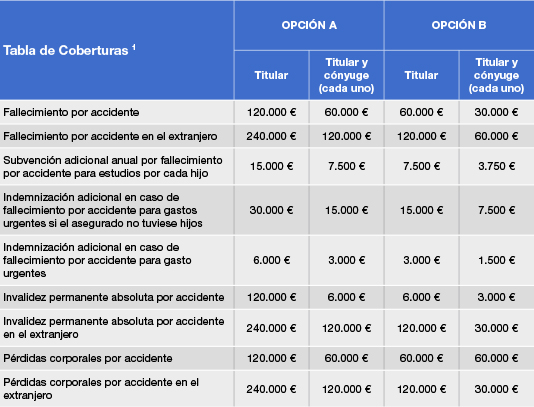 Tabla de Coberturas ¹
OPCIÓN A
OPCIÓN B
Titular
Titular y
cónyuge
(cada uno)
Titular
Titular y
cónyuge
(cada uno)
Fallecimiento por accidente
120.000 €
60.000 €
60.000 €
30.000 €
Fallecimiento por accidente en el extranjero
240.000 €
120.000 €
120.000 €
60.000 €
Subvención adicional anual por fallecimiento
por accidente para estudios por cada hijo
15.000 €
7.500 €
7.500 €
3.750 €
Indemnización adicional en caso de
fallecimiento por accidente para gastos
urgentes si el asegurado no tuviese hijos
30.000 €
15.000 €
15.000 €
7.500 €
Indemnización adicional en caso de
fallecimiento por accidente para gasto
urgentes
6.000 €
3.000 €
3.000 €
1.500 €
Invalidez permanente absoluta por accidente
120.000 €
6.000 €
6.000 €
3.000 €
Invalidez permanente absoluta por accidente
en el extranjero
240.000 €
120.000 €
120.000 €
30.000 €
Pérdidas corporales por accidente
120.000 €
60.000 €
60.000 €
60.000 €
Pérdidas corporales por accidente en el
extranjero
240.000 €
120.000 €
120.000 €
30.000 €